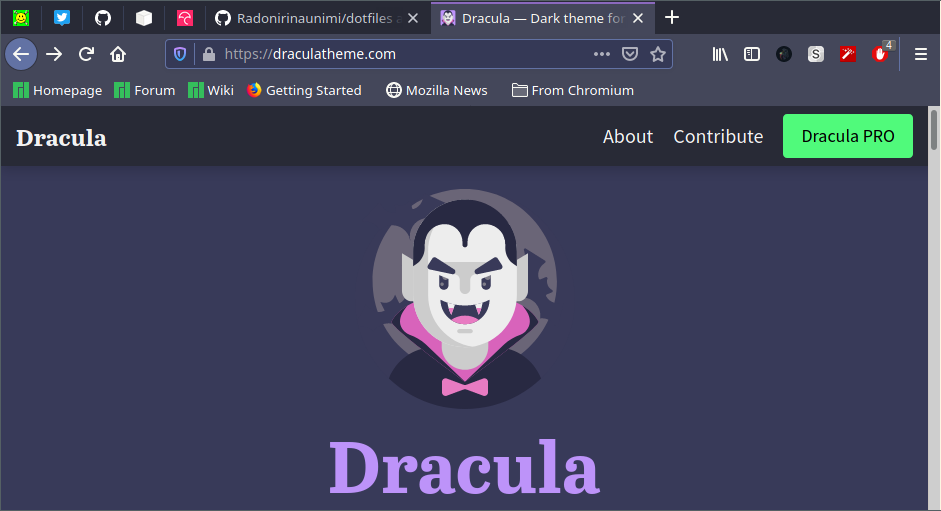 Radonirinaunimi/dotfiles a
Dracula — Dark theme for
https://draculatheme.com
S
4
Homepage Forum Wiki Getting Started Mozilla News From Chromium
Dracula About Contribute Dracula PRO
Dracula